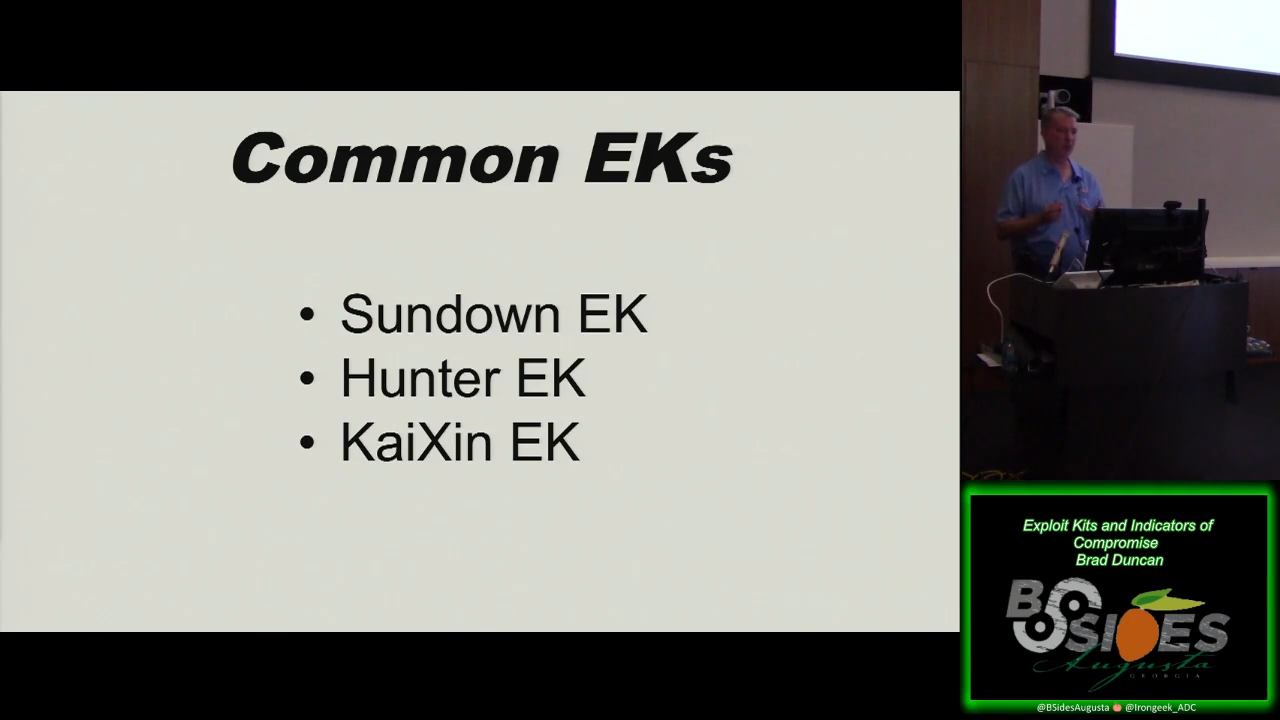 Common EKs
• Sundown EK
• Hunter EK
• KaiXin EK
Exploit Kits and Indicators of
Compromise
Brad Duncan
BSIDES
Augusta
GEORGIA
@BSidesAugusta @Irongeek_ADC